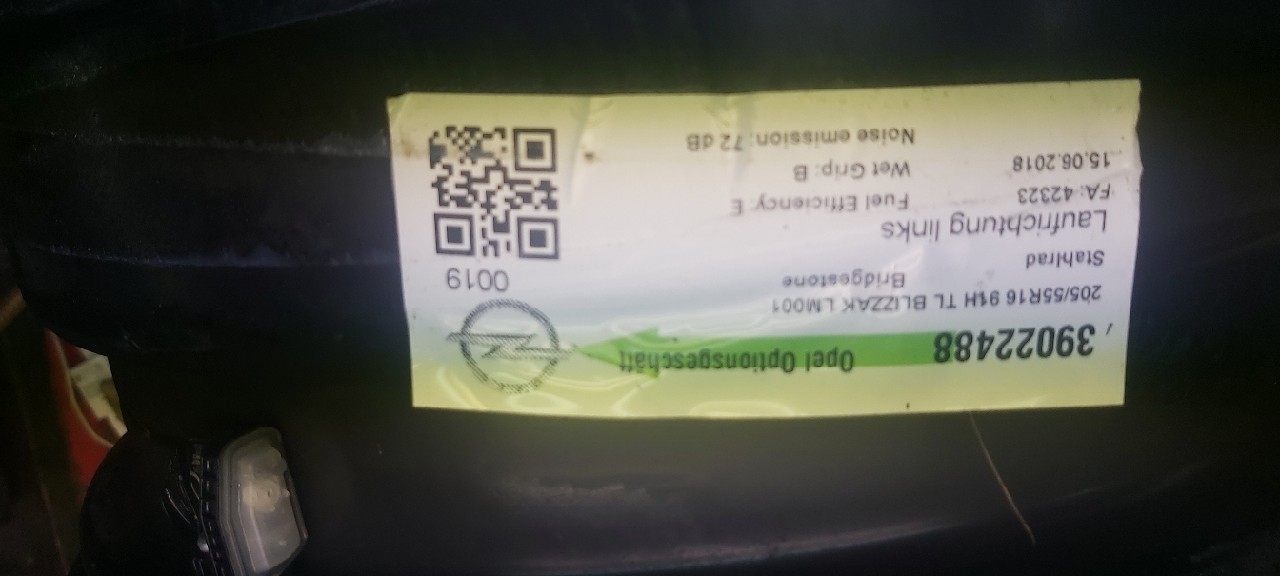 39022488
Opel Optionsgeschäft
205/55R16 91H TL BLIZZAK LM001
Bridgestone
Stahlrad
Laufrichtung links
FA: 42323
15.06.2018
Fuel Efficiency: E
Wet Grip: B
Noise emission: 72 dB
0019